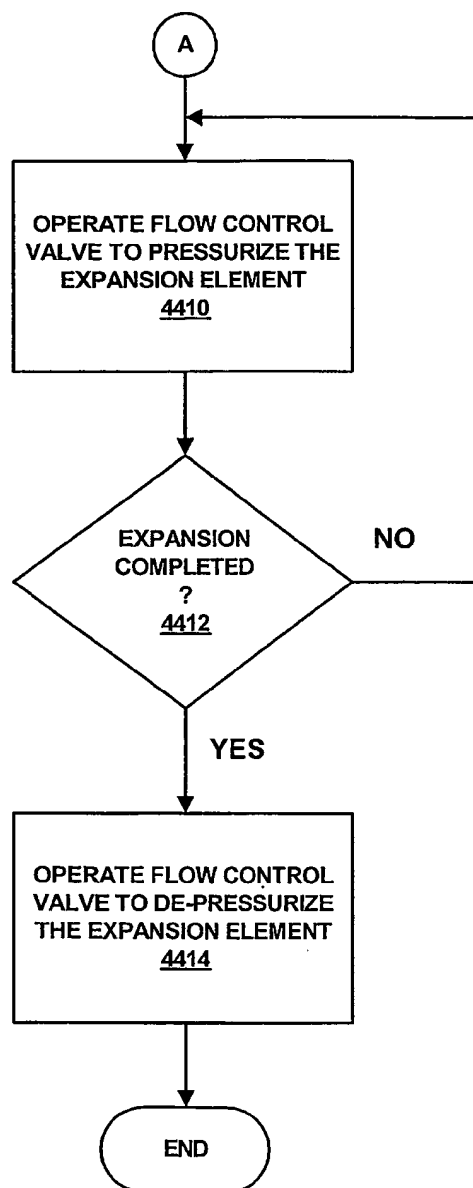 A
OPERATE FLOW CONTROL
VALVE TO PRESSURIZE THE
EXPANSION ELEMENT
4410
EXPANSION
COMPLETED
?
4412
NO
YES
OPERATE FLOW CONTROL
VALVE TO DE-PRESSURIZE
THE EXPANSION ELEMENT
4414
END